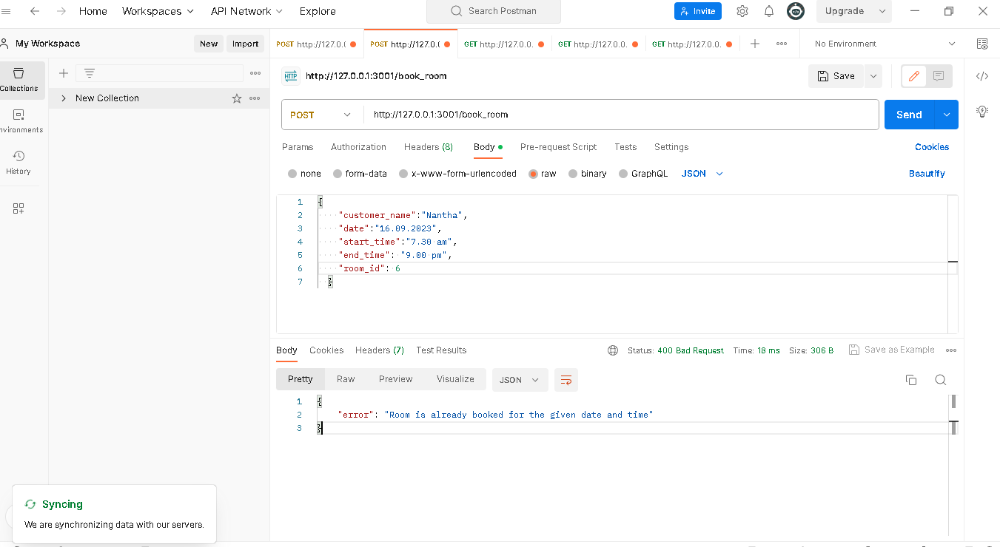 Home Workspaces API Network Explore Search Postman Invite Upgrade
My Workspace New Import
POST http://127.0.( POST http://127.0.( GET http://127.0.0. GET http://127.0.0. GET http://127.0.0. No Environment
Collections
nvironments
History
New Collection
HTTP http://127.0.0.1:3001/book_room Save
POST http://127.0.0.1:3001/book_room Send
Params Authorization Headers (8) Body Pre-request Script Tests Settings Cookies
none form-data x-www-form-urlencoded raw binary GraphQL JSON Beautify
1 {
2 "customer_name":"Nantha",
3 "date":"16.09.2023",
4 "start_time":"7.30 am",
5 "end_time": "9.00 pm",
6 "room_id": 6
7 }
Body Cookies Headers (7) Test Results Status: 400 Bad Request Time: 18 ms Size: 306 B Save as Example
Pretty Raw Preview Visualize JSON
1 {
2 "error": "Room is already booked for the given date and time"
3 }
Syncing
We are synchronizing data with our servers.